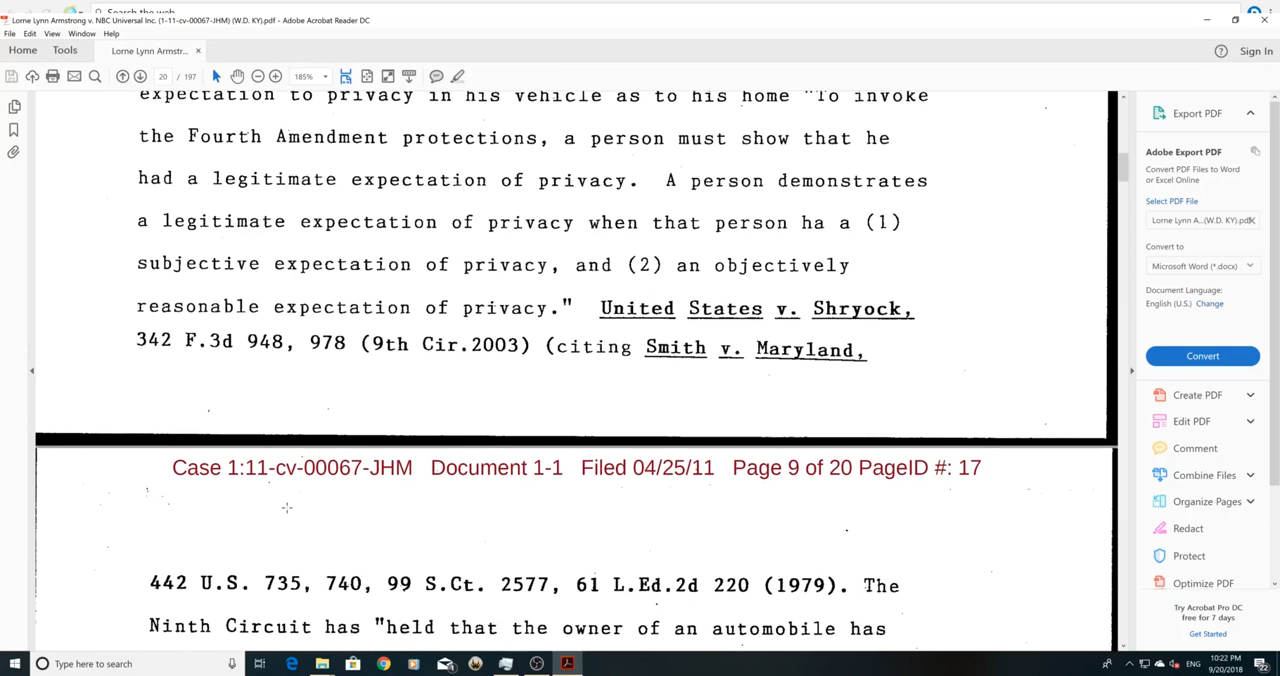 Search the web
Lorne Lynn Armstrong v. NBC Universal Inc. (1-11-cv-00067-JHM) (W.D. KY).pdf - Adobe Acrobat Reader DC
File Edit View Window Help
Home Tools Lorne Lynn Armstr... × Sign In
20 / 197 185%
expectation to privacy in his vehicle as to his home "To invoke
the Fourth Amendment protections, a person must show that he
had a legitimate expectation of privacy. A person demonstrates
a legitimate expectation of privacy when that person ha a (1)
subjective expectation of privacy, and (2) an objectively
reasonable expectation of privacy." United States v. Shryock,
342 F.3d 948, 978 (9th Cir.2003) (citing Smith v. Maryland,
Case 1:11-cv-00067-JHM Document 1-1 Filed 04/25/11 Page 9 of 20 PageID #: 17
442 U.S. 735, 740, 99 S.Ct. 2577, 61 L.Ed.2d 220 (1979). The
Ninth Circuit has "held that the owner of an automobile has
Export PDF
Adobe Export PDF
Convert PDF Files to Word
or Excel Online
Select PDF File
Lorne Lynn A...(W.D. KY).pdf
Convert to
Microsoft Word (*.docx)
Document Language:
English (U.S.) Change
Convert
Create PDF
Edit PDF
Comment
Combine Files
Organize Pages
Redact
Protect
Optimize PDF
Try Acrobat Pro DC
free for 7 days
Get Started
Type here to search
ENG
10:22 PM
9/20/2018
22